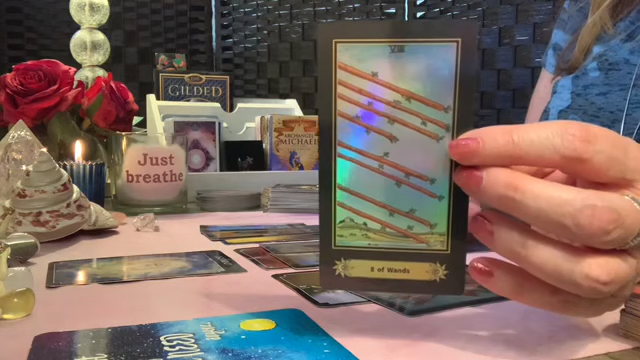 GILDED
ARCHANGEL
MICHAEL
Just
breathe
VIII
8 of Wands